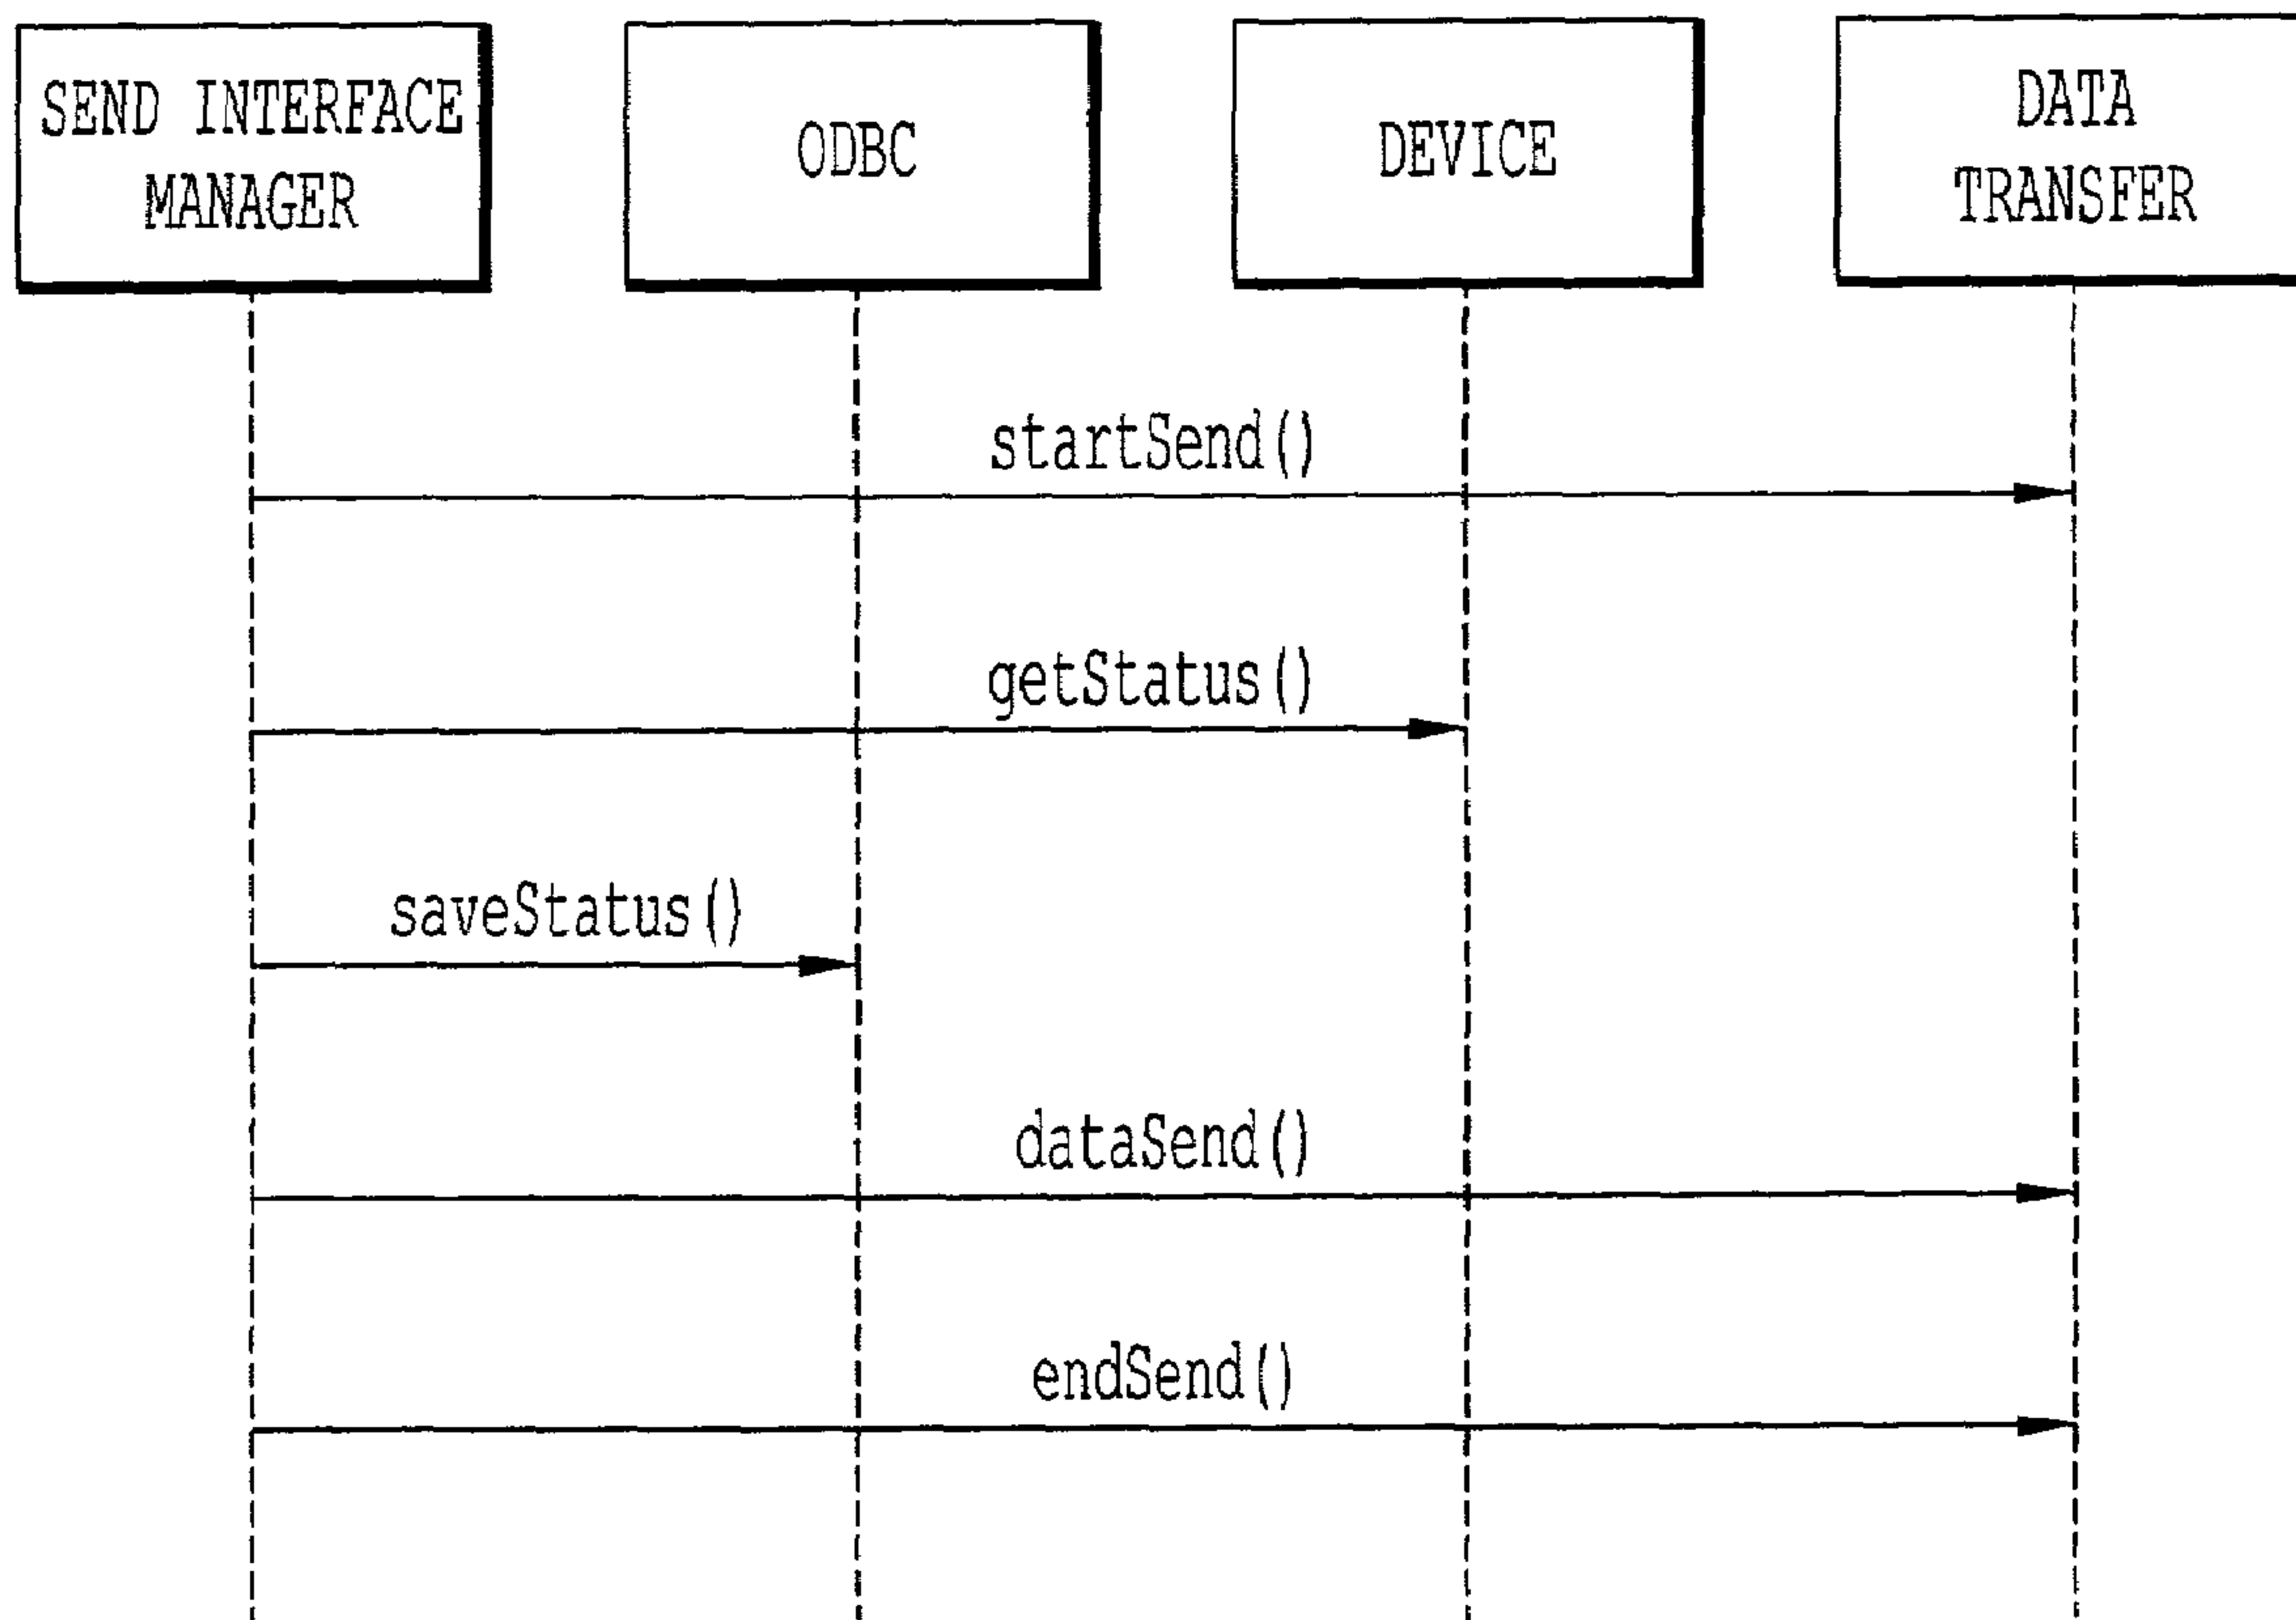 SEND INTERFACE
MANAGER
ODBC
DEVICE
DATA
TRANSFER
startSend()
getStatus()
saveStatus()
dataSend()
endSend()